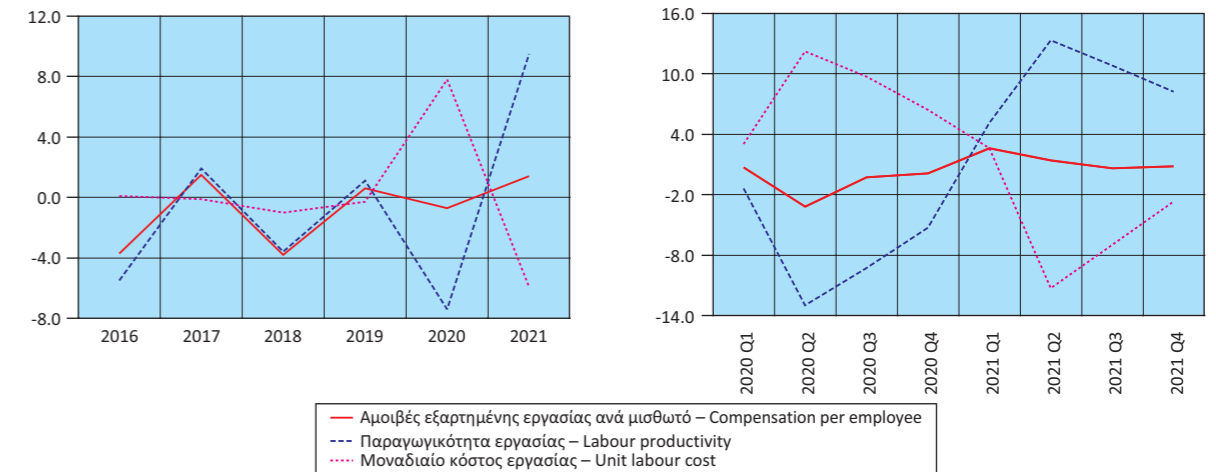 12.0
8.0
4.0
0.0
-4.0
-8.0
2016 2017 2018 2019 2020 2021
16.0
10.0
4.0
-2.0
-8.0
-14.0
2020 Q1
2020 Q2
2020 Q3
2020 Q4
2021 Q1
2021 Q2
2021 Q3
2021 Q4
Αμοιβές εξαρτημένης εργασίας ανά μισθωτό – Compensation per employee
Παραγωγικότητα εργασίας – Labour productivity
Μοναδιαίο κόστος εργασίας – Unit labour cost